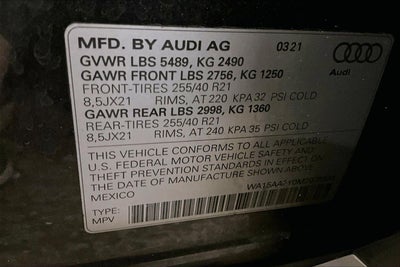 MFD. BY AUDI AG 03 21
GVWR LBS 5489, KG 2490
GAWR FRONT LBS 2756, KG 1250
FRONT-TIRES 255/40 R21
8,5JX21 RIMS, AT 220 KPA 32 PSI COLD
GAWR REAR LBS 2998, KG 1360
REAR-TIRES 255/40 R21
8,5JX21 RIMS, AT 240 KPA 35 PSI COLD
THIS VEHICLE CONFORMS TO ALL APPLICABLE
U.S. FEDERAL MOTOR VEHICLE SAFETY AND
THEFT PREVENTION STANDARDS IN EFFECT ON
THE DATE OF MANUFACTURE SHOWN ABOVE.
MEXICO
TYPE:
MPV
Audi